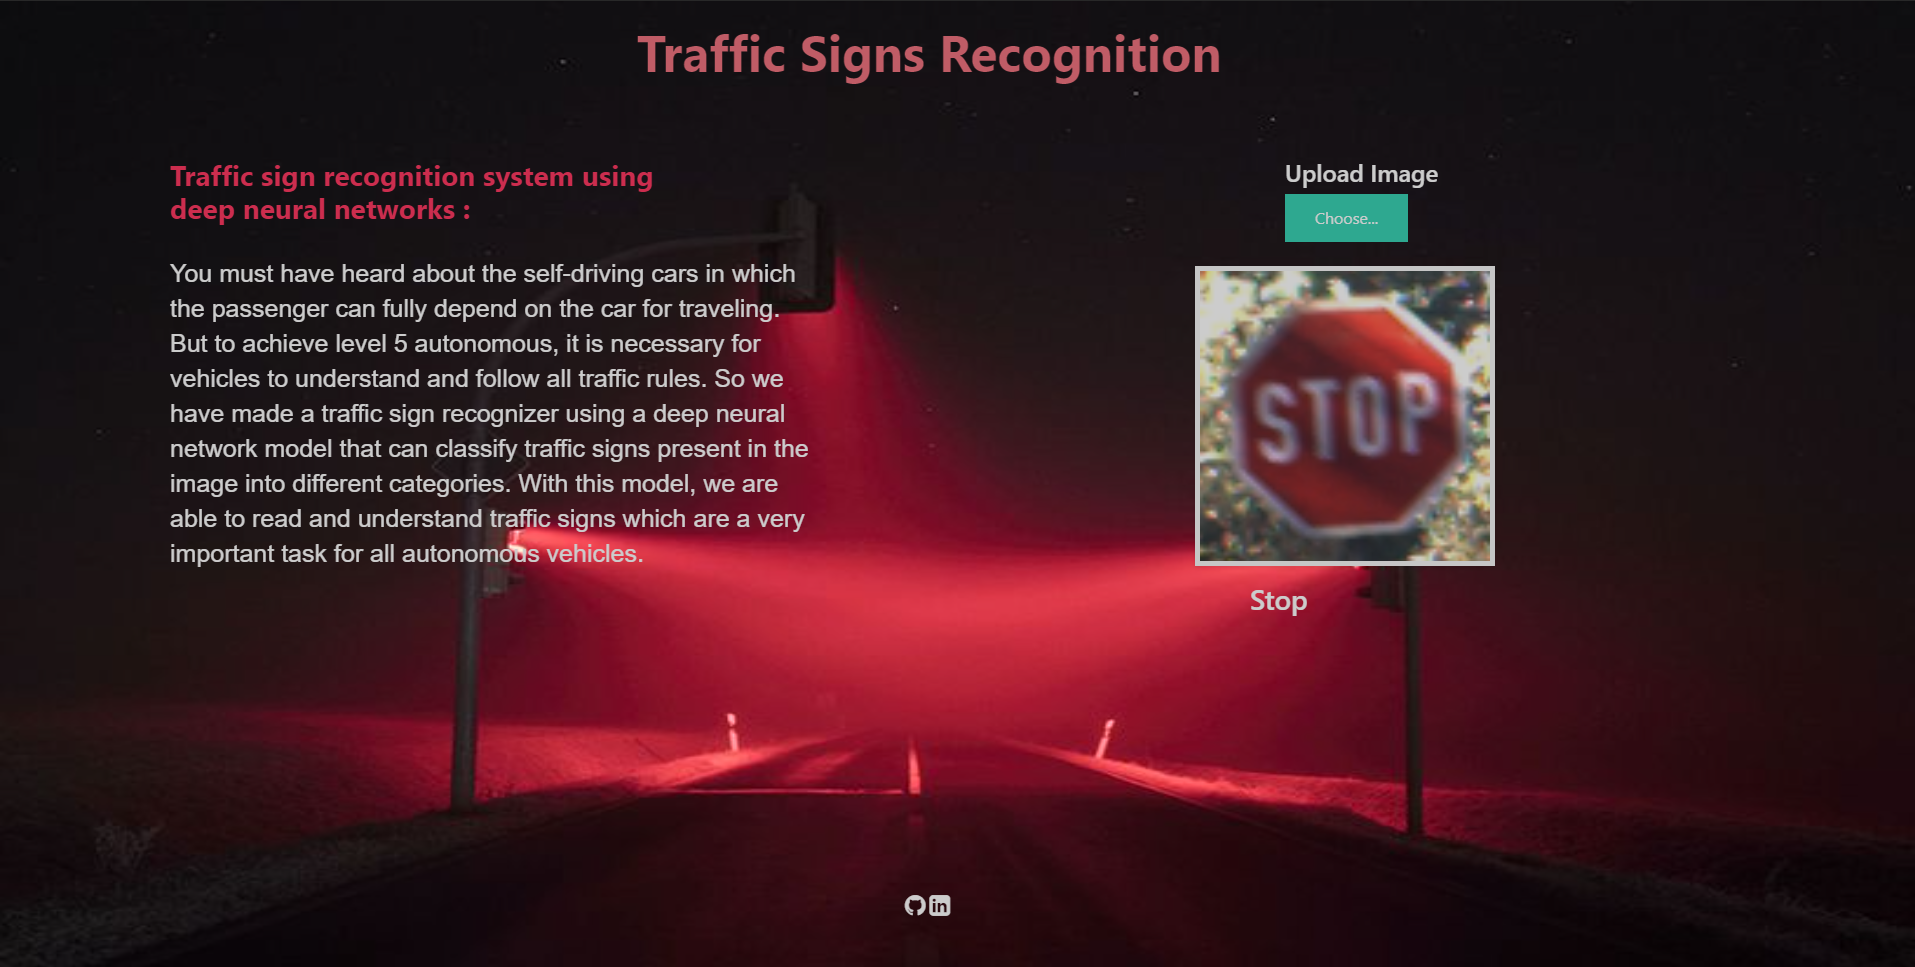 Traffic Signs Recognition
Traffic sign recognition system using
deep neural networks :
You must have heard about the self-driving cars in which
the passenger can fully depend on the car for traveling.
But to achieve level 5 autonomous, it is necessary for
vehicles to understand and follow all traffic rules. So we
have made a traffic sign recognizer using a deep neural
network model that can classify traffic signs present in the
image into different categories. With this model, we are
able to read and understand traffic signs which are a very
important task for all autonomous vehicles.
Upload Image
Choose...
STOP
Stop
in